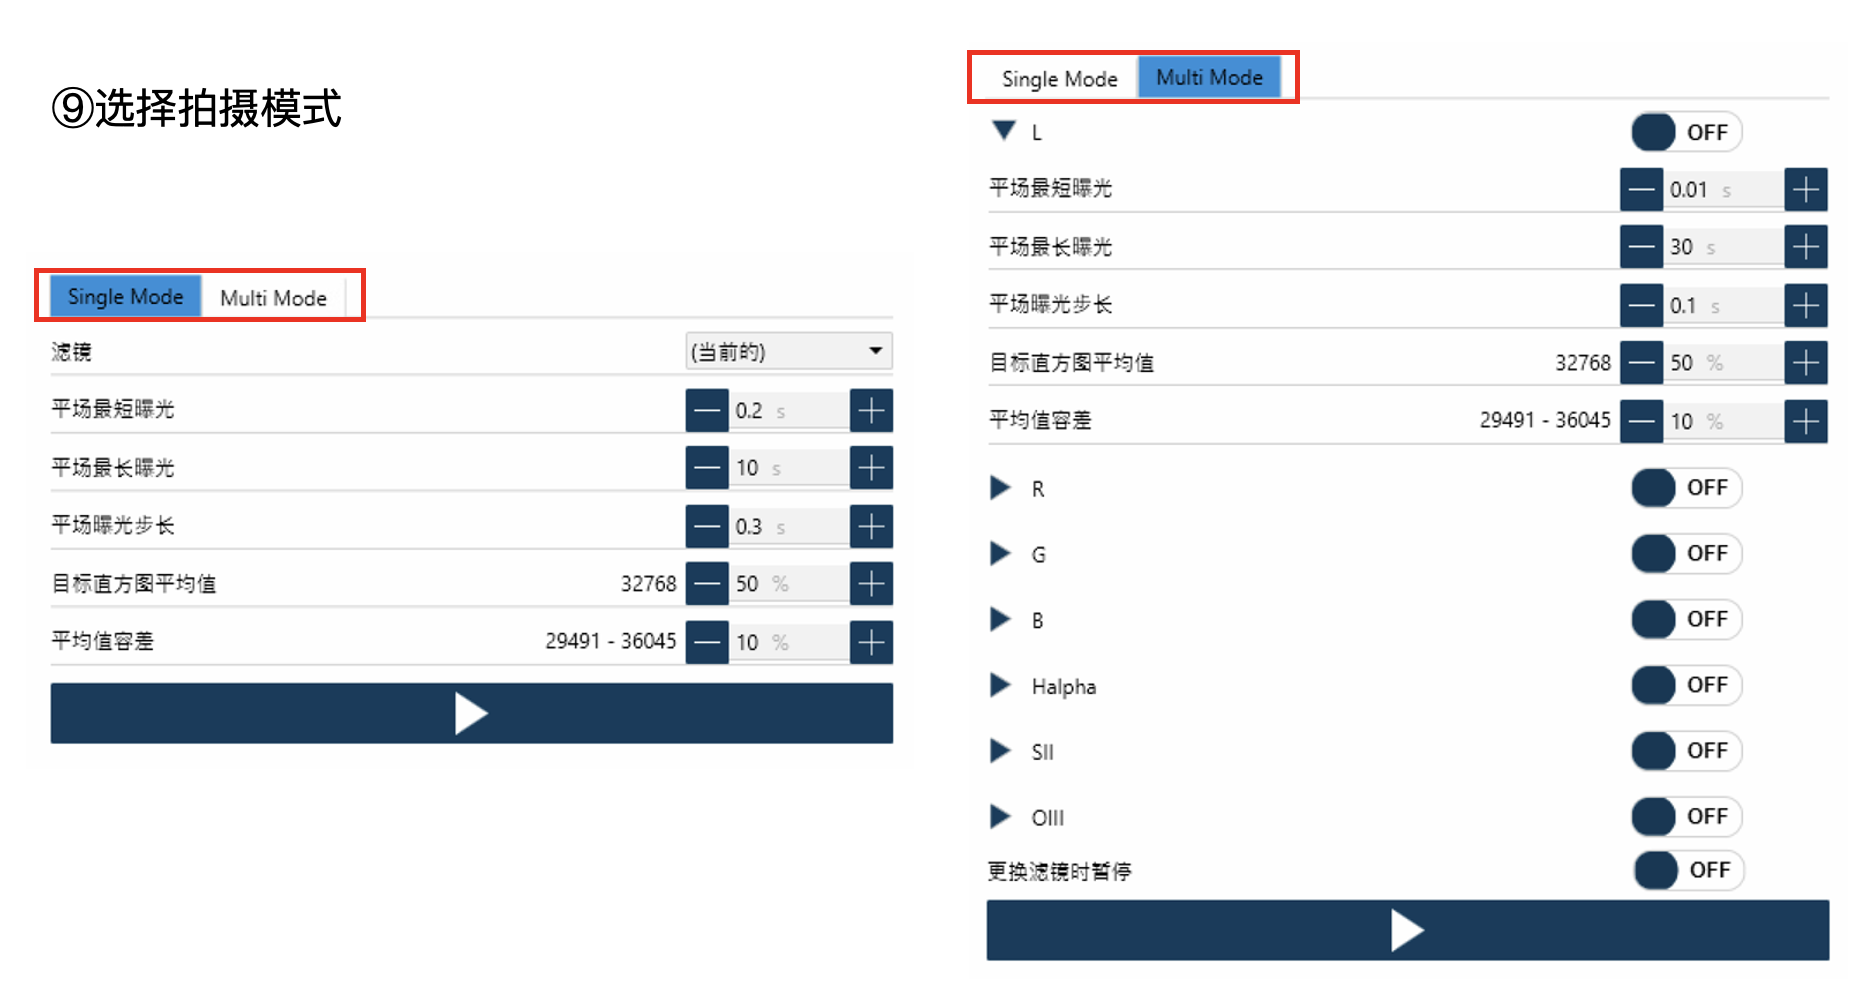 ⑨选择拍摄模式
Single Mode Multi Mode
滤镜 (当前的)
平场最短曝光 0.2 s
平场最长曝光 10 s
平场曝光步长 0.3 s
目标直方图平均值 32768 50 %
平均值容差 29491 - 36045 10 %
Single Mode Multi Mode
L OFF
平场最短曝光 0.01 s
平场最长曝光 30 s
平场曝光步长 0.1 s
目标直方图平均值 32768 50 %
平均值容差 29491 - 36045 10 %
R OFF
G OFF
B OFF
Halpha OFF
SII OFF
OIII OFF
更换滤镜时暂停 OFF